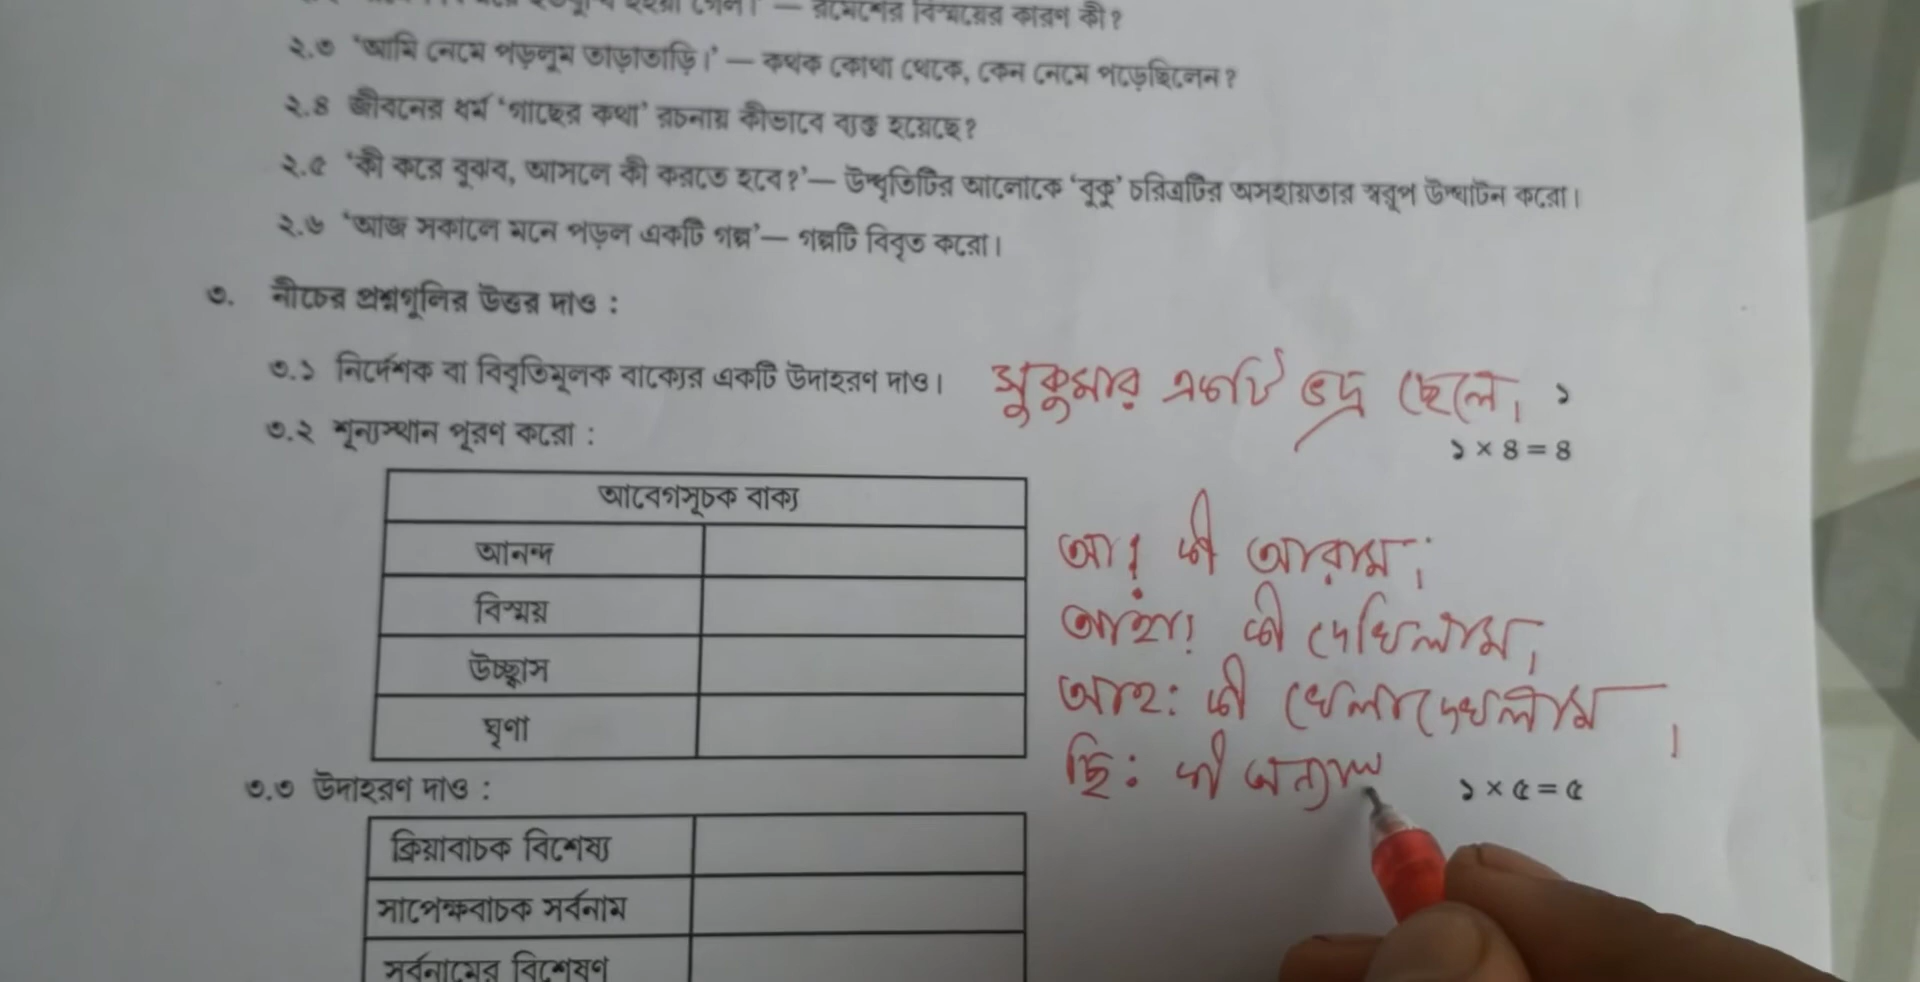 রমেশের বিস্ময়ের কারণ কী?
২.৩ ‘আমি নেমে পড়লুম তাড়াতাড়ি।’ — কথক কোথা থেকে, কেন নেমে পড়েছিলেন?
২.৪ জীবনের ধর্ম ‘গাছের কথা’ রচনায় কীভাবে ব্যক্ত হয়েছে?
২.৫ ‘কী করে বুঝব, আসলে কী করতে হবে?’— উদ্ধৃতিটির আলোকে ‘বুকু’ চরিত্রটির অসহায়তার স্বরূপ উদ্ঘাটন করো।
২.৬ ‘আজ সকালে মনে পড়ল একটি গল্প’— গল্পটি বিবৃত করো।
৩. নীচের প্রশ্নগুলির উত্তর দাও :
৩.১ নির্দেশক বা বিবৃতিমূলক বাক্যের একটি উদাহরণ দাও। সুকুমার একটি ভদ্র ছেলে। ১
৩.২ শূন্যস্থান পূরণ করো : ১ × ৪ = ৪
আবেগসূচক বাক্য
আনন্দ আঃ কী আরাম।
বিস্ময় আহা! কী দেখিলাম।
উচ্ছ্বাস আহ: কী খেলা দেখলাম।
ঘৃণা ছি: কী
৩.৩ উদাহরণ দাও : ১ × ৫ = ৫
ক্রিয়াবাচক বিশেষ্য
সাপেক্ষবাচক সর্বনাম
সর্বনামের বিশেষণ